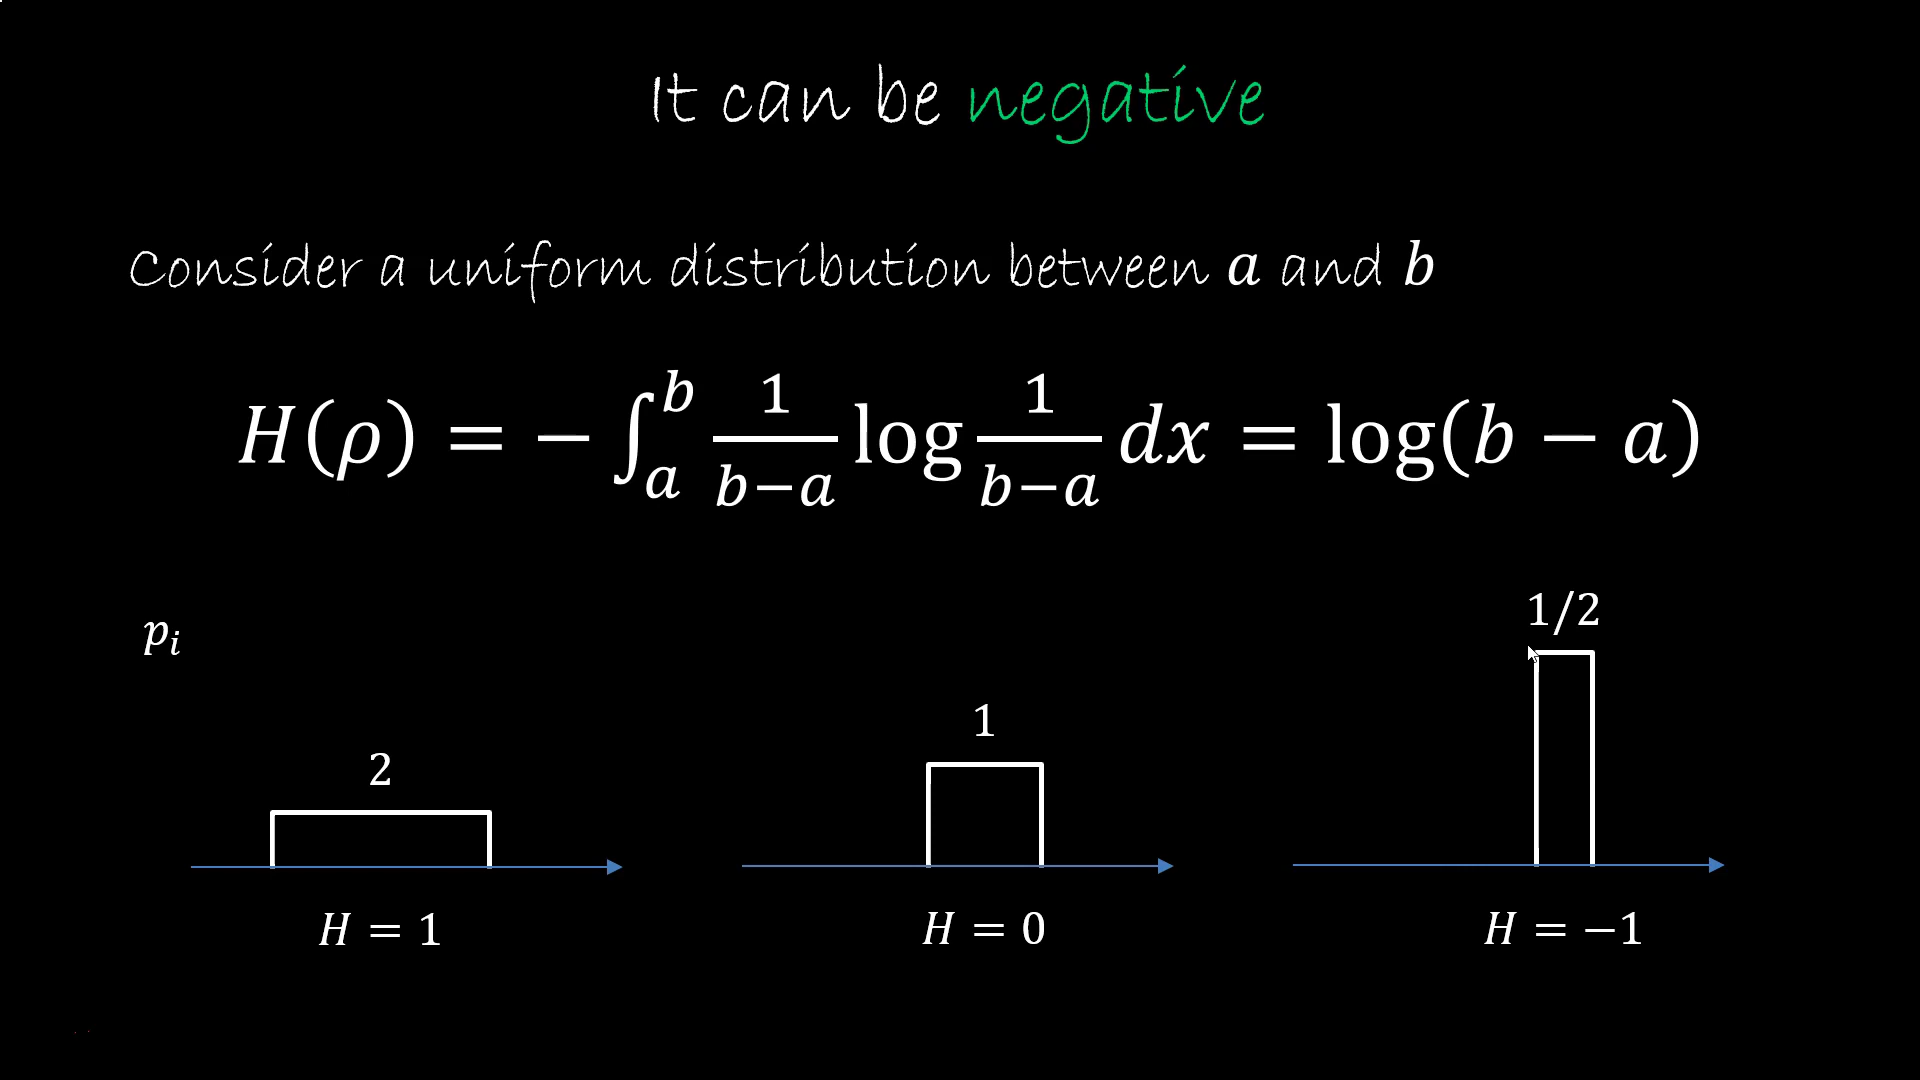 It can be negative
Consider a uniform distribution between a and b
H(ρ) = − ∫_a^b 1/(b−a) log 1/(b−a) dx = log(b − a)
p_i
2
1
1/2
H = 1
H = 0
H = −1